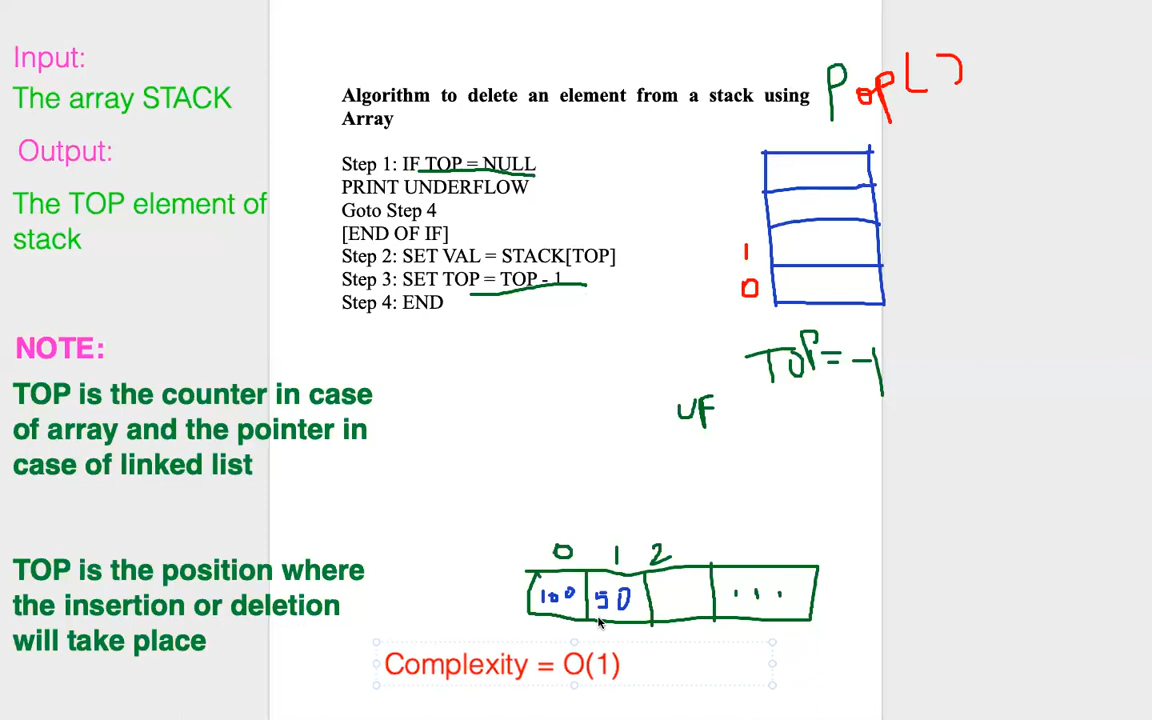 Input:
The array STACK
Output:
The TOP element of
stack
NOTE:
TOP is the counter in case
of array and the pointer in
case of linked list
TOP is the position where
the insertion or deletion
will take place
Algorithm to delete an element from a stack using
Array
Step 1: IF TOP = NULL
PRINT UNDERFLOW
Goto Step 4
[END OF IF]
Step 2: SET VAL = STACK[TOP]
Step 3: SET TOP = TOP - 1
Step 4: END
Pop()
1
0
TOP = -1
UF
0 1 2
100 50 ...
Complexity = O(1)